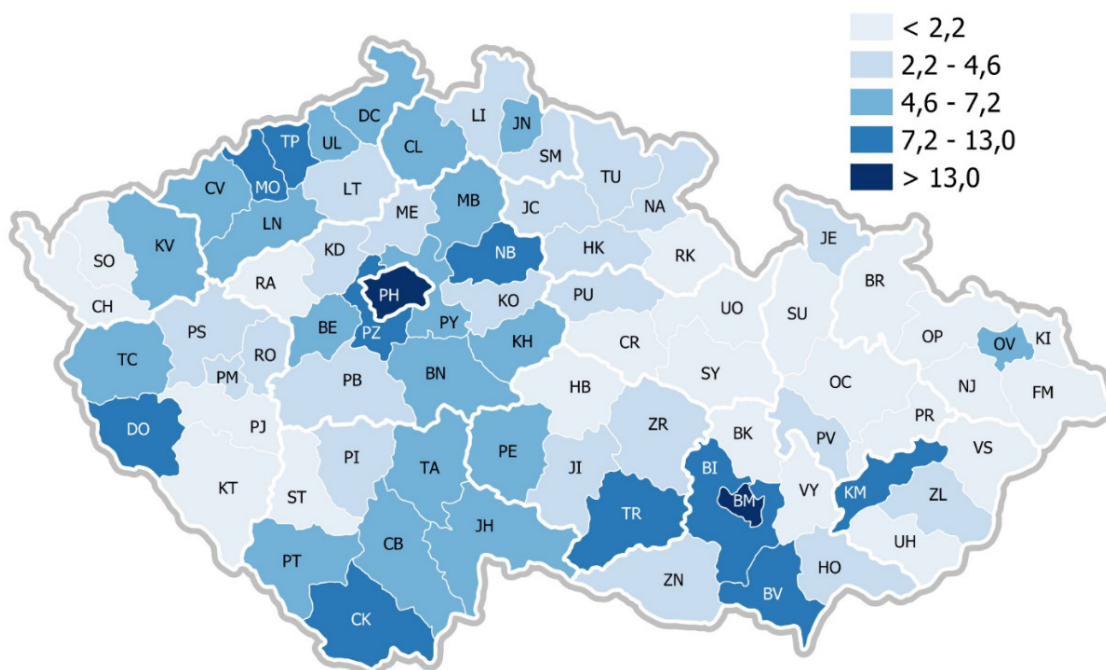 < 2,2
2,2 - 4,6
4,6 - 7,2
7,2 - 13,0
> 13,0
DC
LI
JN
TP
UL
CL
SM
MO
CV
LT
TU
ME
MB
JC
NA
LN
KV
KD
NB
HK
JE
SO
RA
RK
BR
PH
KO
PU
CH
PS
BE
PZ
PY
UO
SU
RO
KH
CR
OP
OV
KI
TC
PM
PB
BN
HB
SY
OC
NJ
FM
DO
PJ
ZR
BK
PV
PR
PI
TA
PE
JI
BI
VS
KT
ST
BM
VY
KM
ZL
TR
JH
CB
UH
PT
ZN
HO
BV
CK